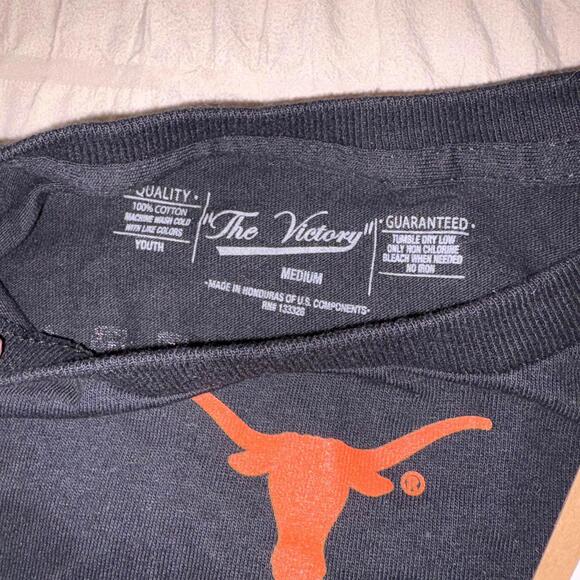 QUALITY •
100% COTTON
MACHINE WASH COLD
WITH LIKE COLORS
YOUTH
"The Victory"
MEDIUM
•MADE IN HONDURAS OF U.S. COMPONENTS•
RN# 133326
• GUARANTEED •
TUMBLE DRY LOW
ONLY NON CHLORINE
BLEACH WHEN NEEDED
NO IRON
®